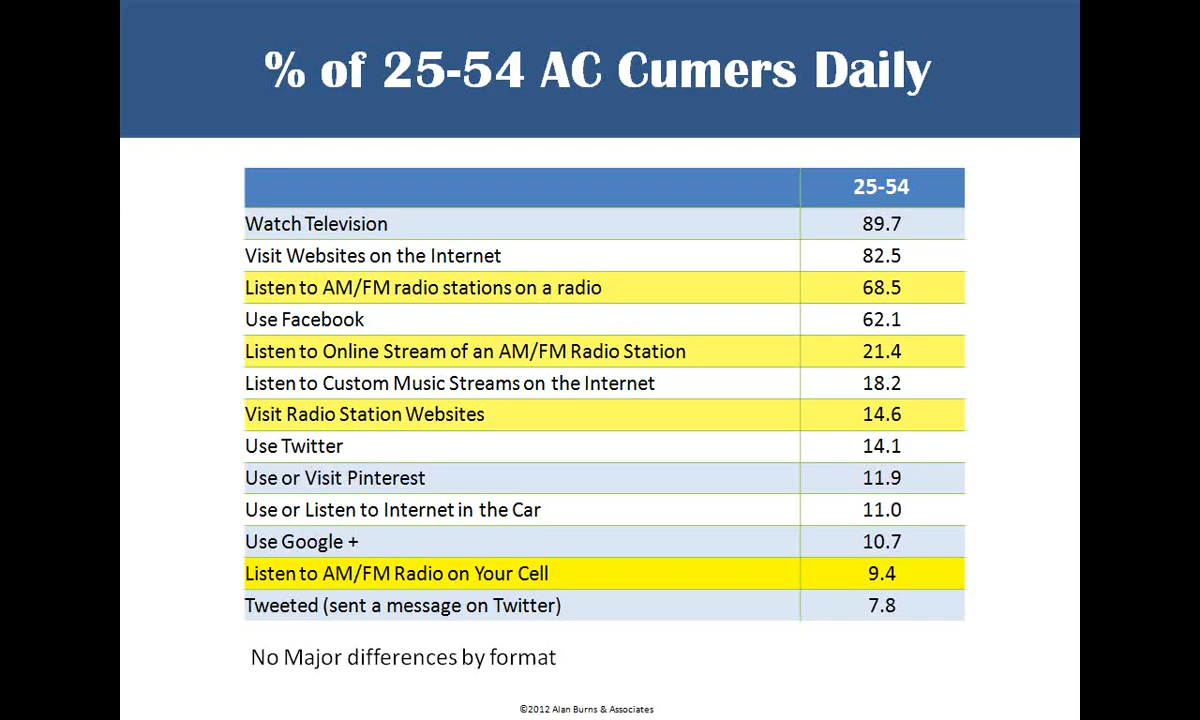 % of 25-54 AC Cumers Daily
25-54
Watch Television 89.7
Visit Websites on the Internet 82.5
Listen to AM/FM radio stations on a radio 68.5
Use Facebook 62.1
Listen to Online Stream of an AM/FM Radio Station 21.4
Listen to Custom Music Streams on the Internet 18.2
Visit Radio Station Websites 14.6
Use Twitter 14.1
Use or Visit Pinterest 11.9
Use or Listen to Internet in the Car 11.0
Use Google + 10.7
Listen to AM/FM Radio on Your Cell 9.4
Tweeted (sent a message on Twitter) 7.8
No Major differences by format
©2012 Alan Burns & Associates